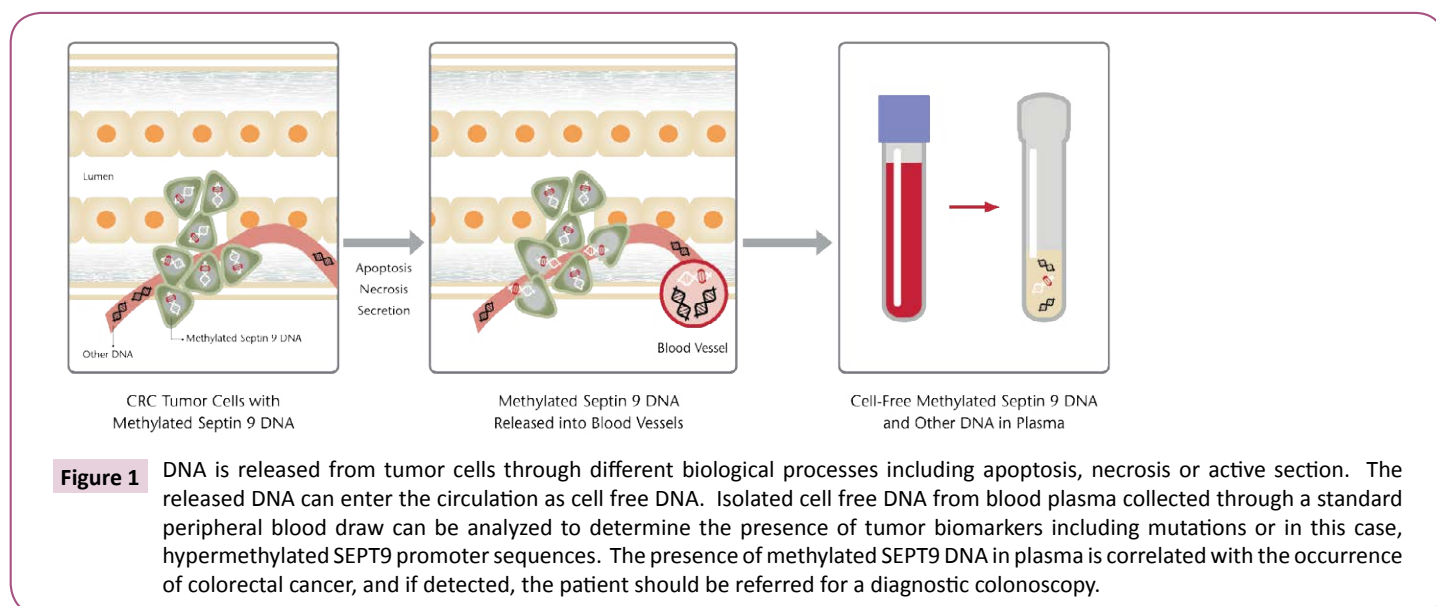 Lumen
Other DNA
Methylated Septin 9 DNA
CRC Tumor Cells with
Methylated Septin 9 DNA
Apoptosis
Necrosis
Secretion
Blood Vessel
Methylated Septin 9 DNA
Released into Blood Vessels
Cell-Free Methylated Septin 9 DNA
and Other DNA in Plasma
Figure 1
DNA is released from tumor cells through different biological processes including apoptosis, necrosis or active section. The
released DNA can enter the circulation as cell free DNA. Isolated cell free DNA from blood plasma collected through a standard
peripheral blood draw can be analyzed to determine the presence of tumor biomarkers including mutations or in this case,
hypermethylated SEPT9 promoter sequences. The presence of methylated SEPT9 DNA in plasma is correlated with the occurrence
of colorectal cancer, and if detected, the patient should be referred for a diagnostic colonoscopy.